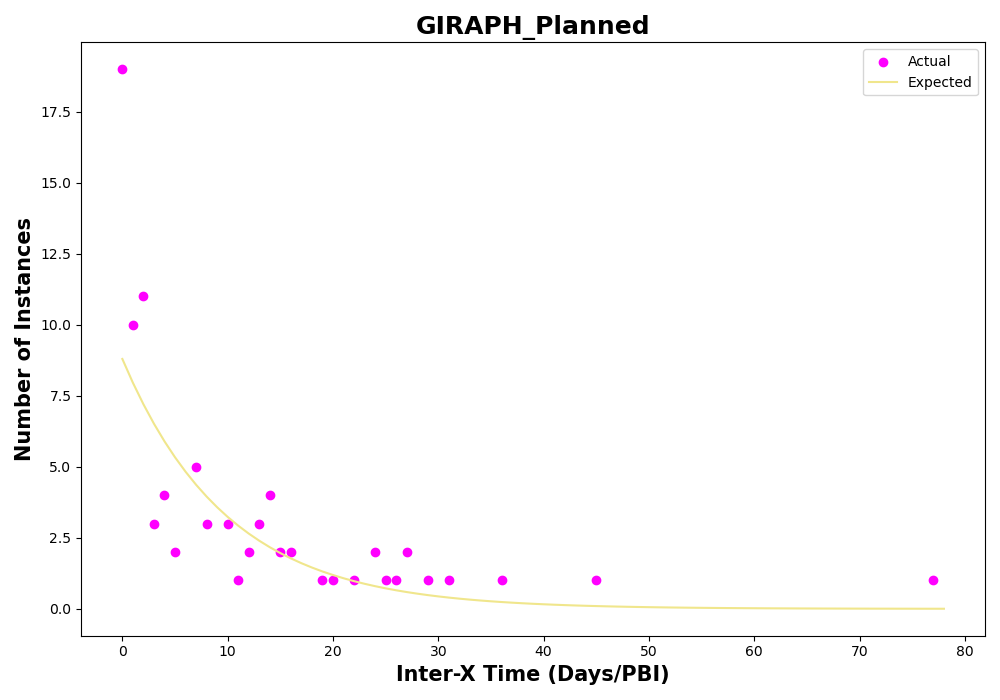 GIRAPH_Planned
Actual
Expected
17.5
15.0
12.5
10.0
7.5
5.0
2.5
0.0
Number of Instances
0 10 20 30 40 50 60 70 80
Inter-X Time (Days/PBI)